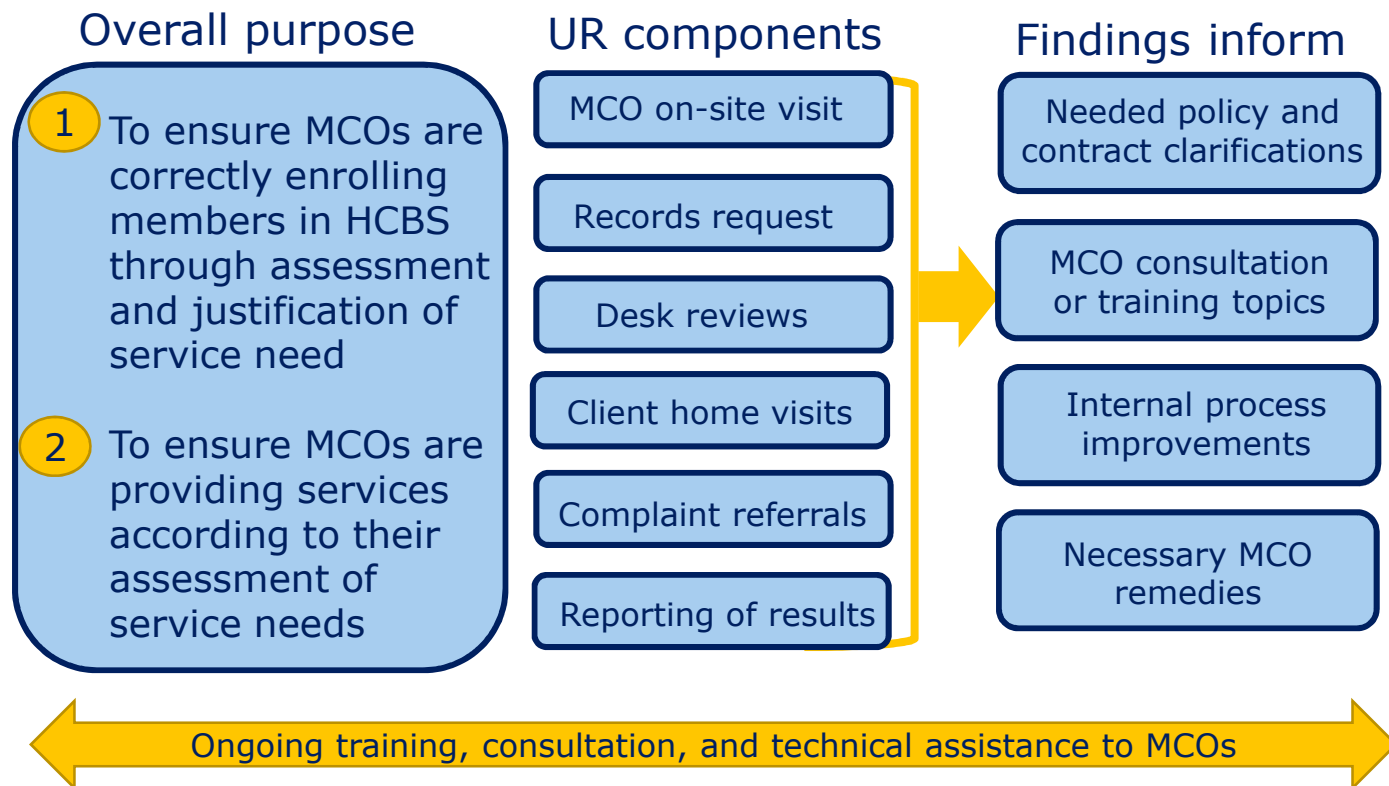 Overall purpose
1
To ensure MCOs are
correctly enrolling
members in HCBS
through assessment
and justification of
service need
2
To ensure MCOs are
providing services
according to their
assessment of
service needs
UR components
MCO on-site visit
Records request
Desk reviews
Client home visits
Complaint referrals
Reporting of results
Findings inform
Needed policy and
contract clarifications
MCO consultation
or training topics
Internal process
improvements
Necessary MCO
remedies
Ongoing training, consultation, and technical assistance to MCOs